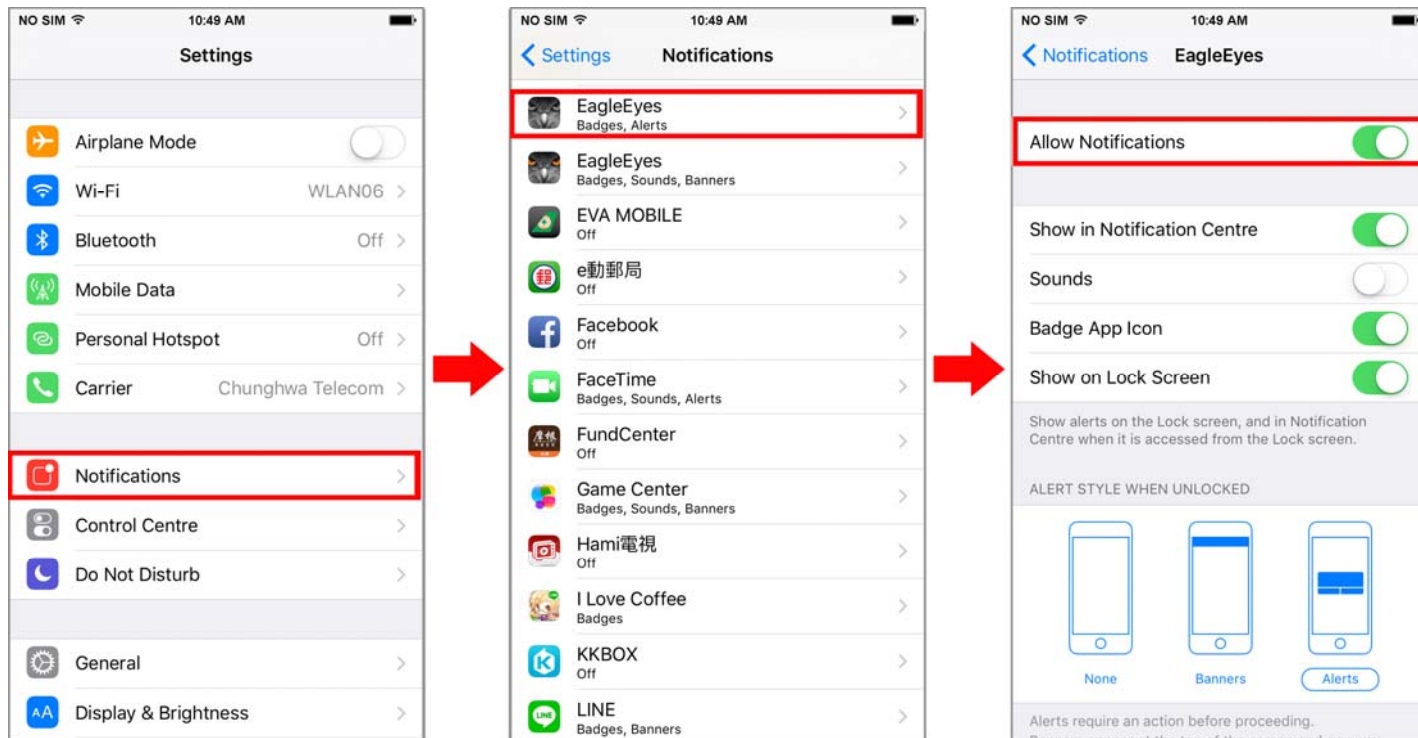 NO SIM 10:49 AM
Settings
Airplane Mode
Wi-Fi WLAN06
Bluetooth Off
Mobile Data
Personal Hotspot Off
Carrier Chunghwa Telecom
Notifications
Control Centre
Do Not Disturb
General
AA Display & Brightness
NO SIM 10:49 AM
Settings Notifications
EagleEyes
Badges, Alerts
EagleEyes
Badges, Sounds, Banners
EVA MOBILE
Off
e動郵局
Off
Facebook
Off
FaceTime
Badges, Sounds, Alerts
FundCenter
Off
Game Center
Badges, Sounds, Banners
Hami電視
Off
I Love Coffee
Badges
KKBOX
Off
LINE
LINE
Badges, Banners
NO SIM 10:49 AM
Notifications EagleEyes
Allow Notifications
Show in Notification Centre
Sounds
Badge App Icon
Show on Lock Screen
Show alerts on the Lock screen, and in Notification
Centre when it is accessed from the Lock screen.
ALERT STYLE WHEN UNLOCKED
None Banners Alerts
Alerts require an action before proceeding.